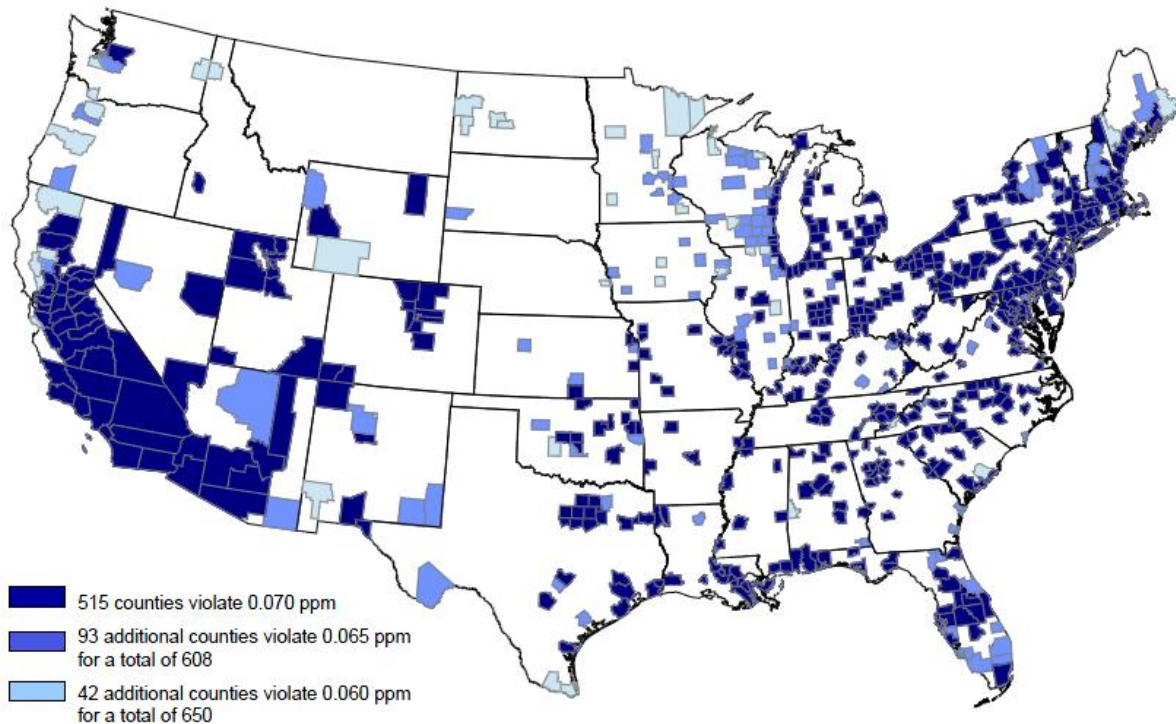 515 counties violate 0.070 ppm
93 additional counties violate 0.065 ppm
for a total of 608
42 additional counties violate 0.060 ppm
for a total of 650